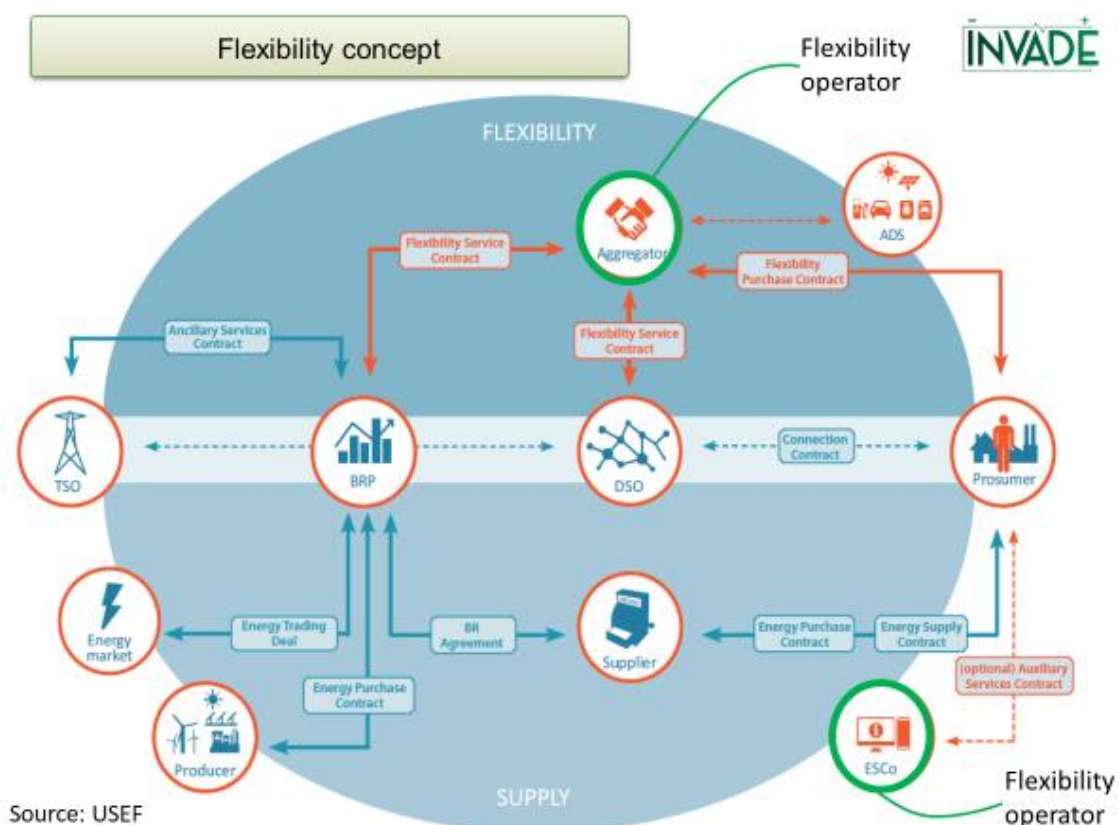 Flexibility concept
Flexibility
operator
INVADE
FLEXIBILITY
Aggregator
ADS
Flexibility Service
Contract
Flexibility
Purchase Contract
Ancillary Services
Contract
Flexibility Service
Contract
TSO
BRP
DSO
Connection
Contract
Prosumer
Energy
market
Energy Trading
Deal
BR
Agreement
Supplier
Energy Purchase
Contract
Energy Supply
Contract
Energy Purchase
Contract
(optional) Auxiliary
Services Contract
Producer
ESCo
SUPPLY
Flexibility
operator
Source: USEF